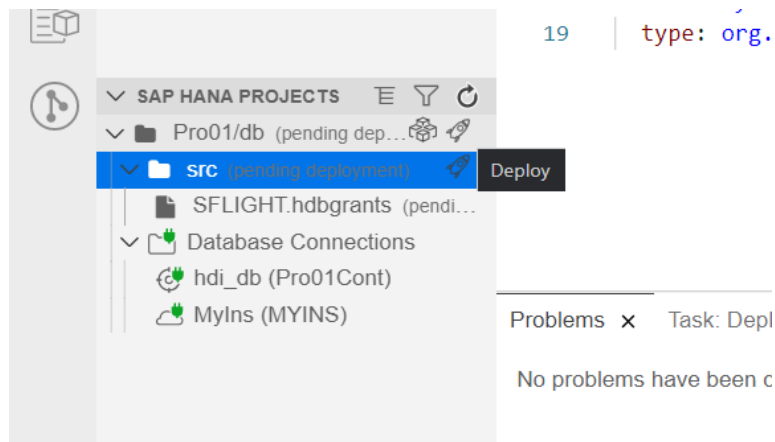 19 type: org.
SAP HANA PROJECTS
Pro01/db (pending dep...
src (pending deployment)
Deploy
SFLIGHT.hdbgrants (pendi...
Database Connections
hdi_db (Pro01Cont)
MyIns (MYINS)
Problems × Task: Depl
No problems have been